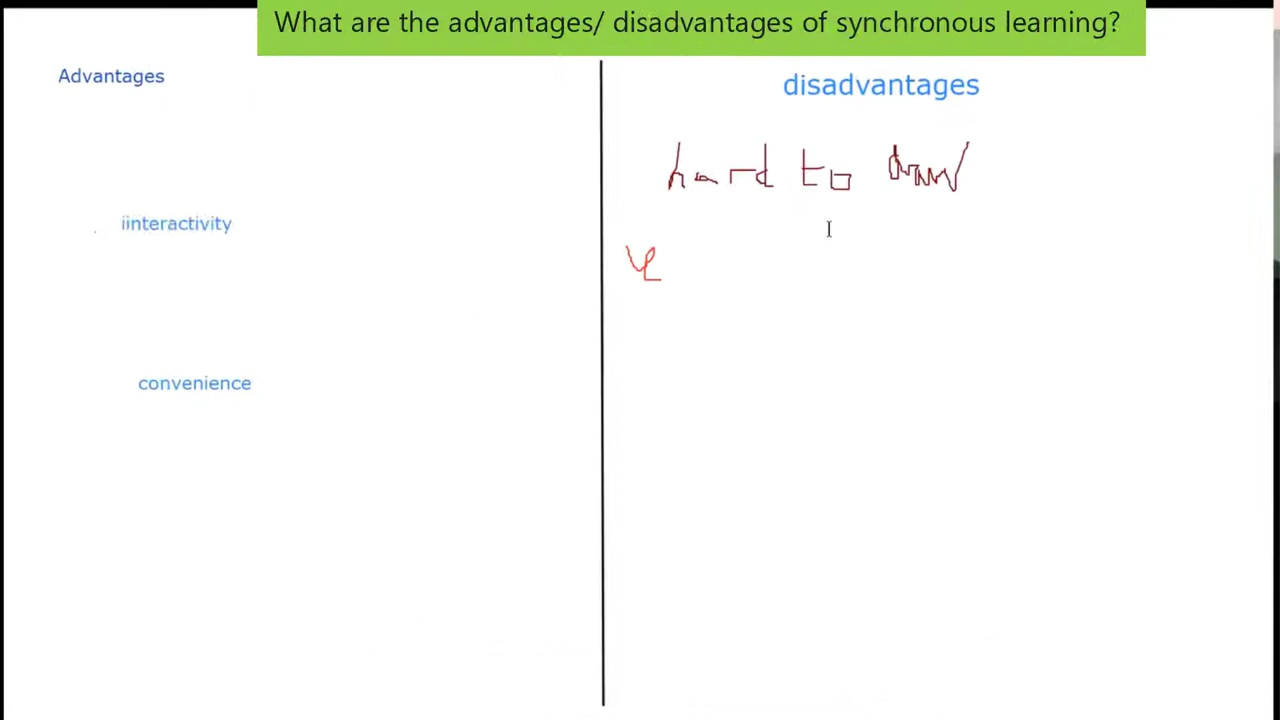 What are the advantages/ disadvantages of synchronous learning?
Advantages
iinteractivity
convenience
disadvantages
hard to draw